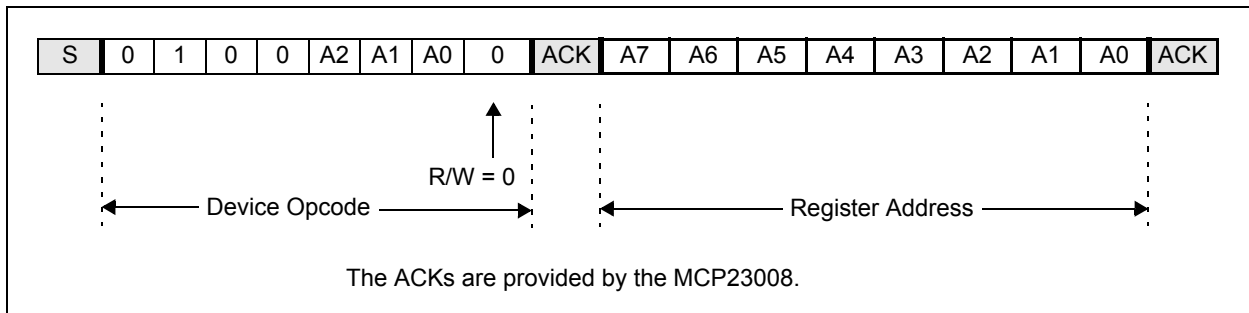 S 0 1 0 0 A2 A1 A0 0 ACK A7 A6 A5 A4 A3 A2 A1 A0 ACK
R/W = 0
Device Opcode Register Address
The ACKs are provided by the MCP23008.